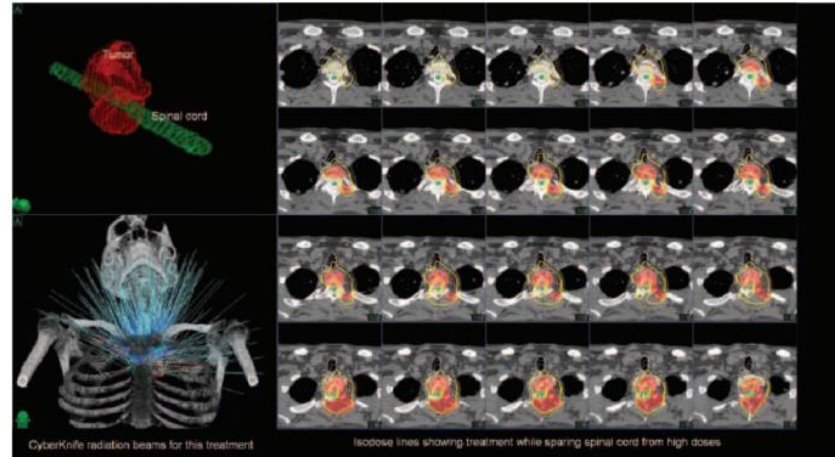 Tumor
Spinal cord
CyberKnife radiation beams for this treatment
Isodose lines showing treatment while sparing spinal cord from high doses